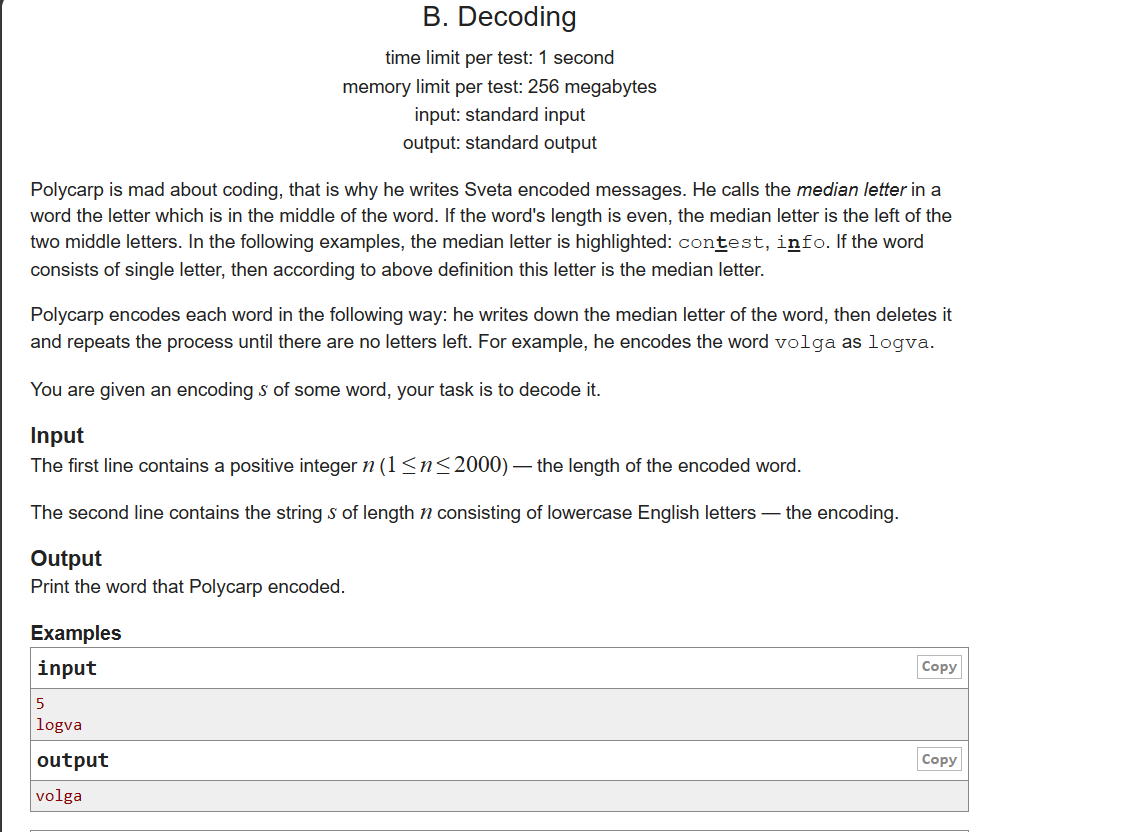 B. Decoding
time limit per test: 1 second
memory limit per test: 256 megabytes
input: standard input
output: standard output
Polycarp is mad about coding, that is why he writes Sveta encoded messages. He calls the median letter in a
word the letter which is in the middle of the word. If the word's length is even, the median letter is the left of the
two middle letters. In the following examples, the median letter is highlighted: contest, info. If the word
consists of single letter, then according to above definition this letter is the median letter.
Polycarp encodes each word in the following way: he writes down the median letter of the word, then deletes it
and repeats the process until there are no letters left. For example, he encodes the word volga as logva.
You are given an encoding s of some word, your task is to decode it.
Input
The first line contains a positive integer n (1 ≤ n ≤ 2000) — the length of the encoded word.
The second line contains the string s of length n consisting of lowercase English letters — the encoding.
Output
Print the word that Polycarp encoded.
Examples
input
Copy
5
logva
output
Copy
volga